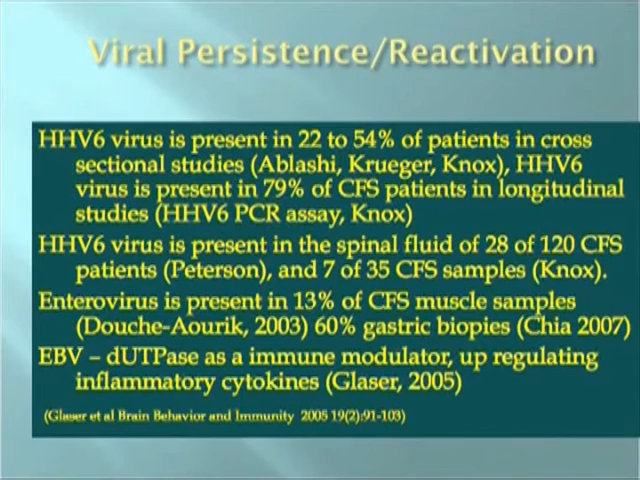 Viral Persistence/Reactivation
HHV6 virus is present in 22 to 54% of patients in cross
sectional studies (Ablashi, Krueger, Knox), HHV6
virus is present in 79% of CFS patients in longitudinal
studies (HHV6 PCR assay, Knox)
HHV6 virus is present in the spinal fluid of 28 of 120 CFS
patients (Peterson), and 7 of 35 CFS samples (Knox).
Enterovirus is present in 13% of CFS muscle samples
(Douche-Aourik, 2003) 60% gastric biopies (Chia 2007)
EBV – dUTPase as a immune modulator, up regulating
inflammatory cytokines (Glaser, 2005)
(Glaser et al Brain Behavior and Immunity 2005 19(2):91-103)